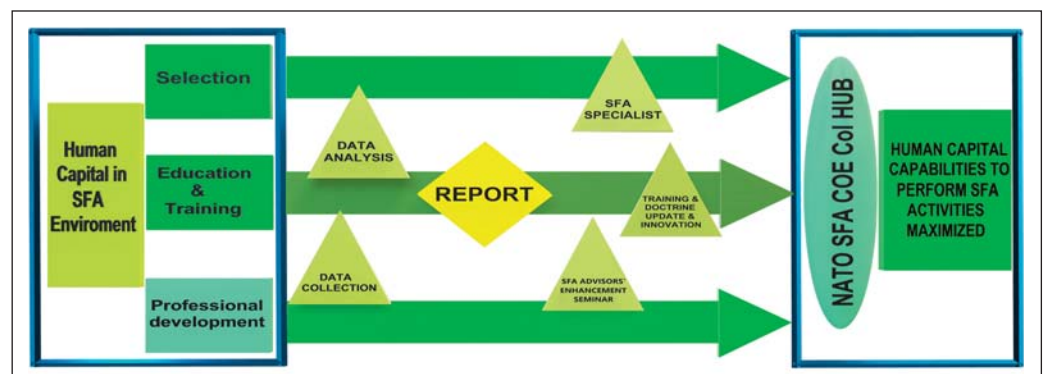 Human
Capital in
SFA
Enviroment
Selection
Education
&
Training
Professional
development
DATA
ANALYSIS
DATA
COLLECTION
REPORT
SFA
SPECIALIST
TRAINING &
DOCTRINE
UPDATE &
INNOVATION
SFA ADVISORS'
ENHANCEMENT
SEMINAR
NATO SFA COE CoI HUB
HUMAN CAPITAL
CAPABILITIES TO
PERFORM SFA
ACTIVITIES
MAXIMIZED